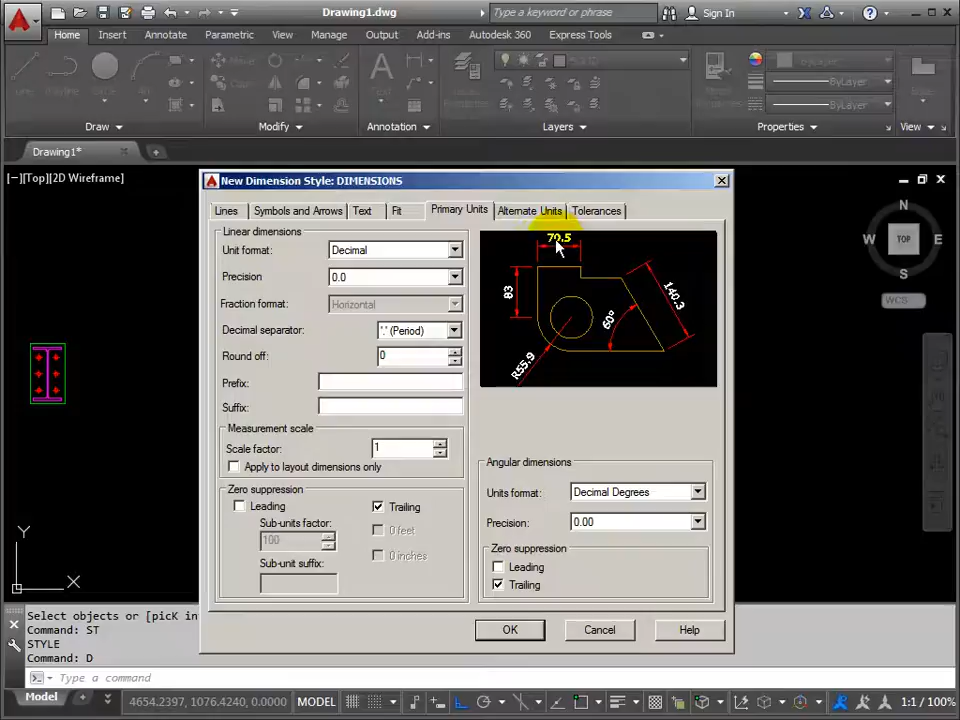 Drawing1.dwg
Type a keyword or phrase
Sign In
Home Insert Annotate Parametric View Manage Output Add-ins Autodesk 360 Express Tools
Move
ByLayer
ByLayer
Draw Modify Annotation Layers Properties View
Drawing1*
[−][Top][2D Wireframe]
N
W TOP E
S
WCS
New Dimension Style: DIMENSIONS
Lines Symbols and Arrows Text Fit Primary Units Alternate Units Tolerances
Linear dimensions
Unit format: Decimal
Precision 0.0
Fraction format: Horizontal
Decimal separator: '.' (Period)
Round off: 0
Prefix:
Suffix:
Measurement scale
Scale factor: 1
Apply to layout dimensions only
Zero suppression
Leading Trailing
Sub-units factor: 0 feet
100
0 inches
Sub-unit suffix:
70.5
83
140.3
60°
R55.9
Angular dimensions
Units format: Decimal Degrees
Precision: 0.00
Zero suppression
Leading
Trailing
OK Cancel Help
Y
X
Select objects or [picK in
Command: ST
STYLE
Command: D
Type a command
Model
4654.2397, 1076.4240, 0.0000 MODEL 1:1 / 100%